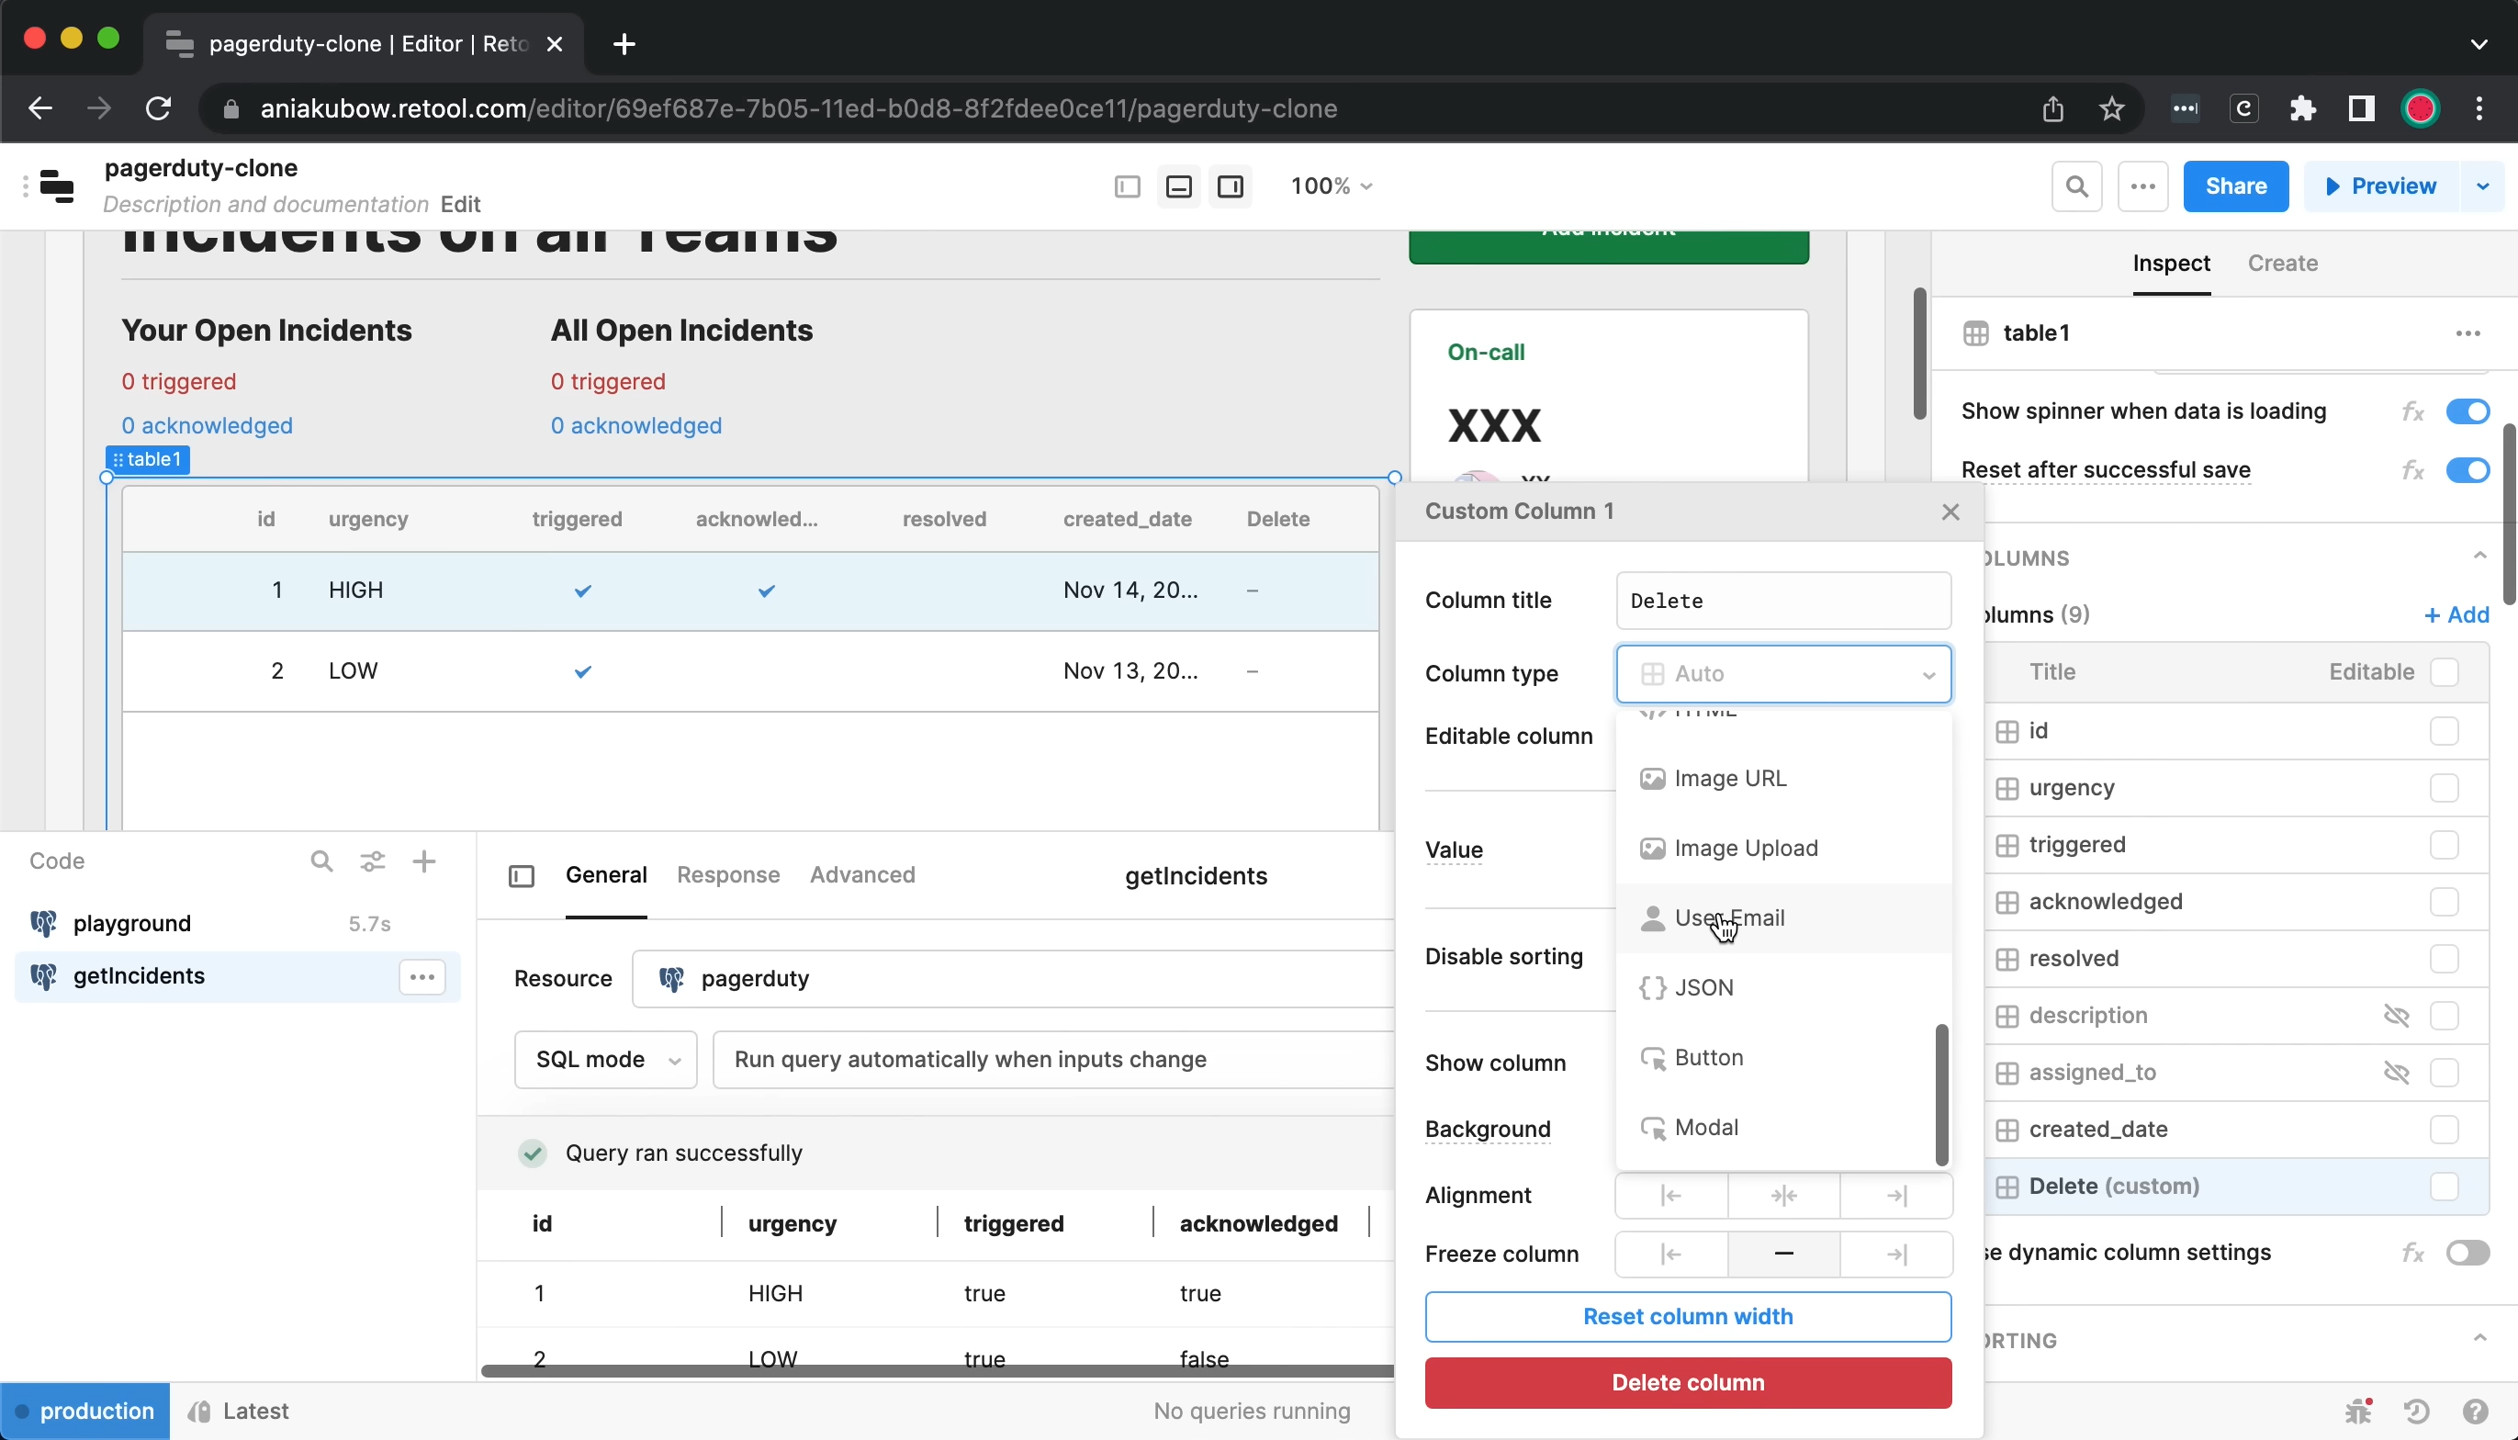 pagerduty-clone | Editor | Reto
aniakubow.retool.com/editor/69ef687e-7b05-11ed-b0d8-8f2fdee0ce11/pagerduty-clone
pagerduty-clone
Description and documentation Edit
100%
Share
Preview
Incidents on all Teams
Add incident
Inspect
Create
Your Open Incidents
All Open Incidents
0 triggered
0 triggered
0 acknowledged
0 acknowledged
On-call
XXX
table1
Show spinner when data is loading
Reset after successful save
table1
id
urgency
triggered
acknowled...
resolved
created_date
Delete
1
HIGH
Nov 14, 20...
–
2
LOW
Nov 13, 20...
–
Custom Column 1
Column title
Delete
Column type
Auto
Editable column
HTML
Image URL
Image Upload
User Email
JSON
Button
Modal
Value
Disable sorting
Show column
Background
Alignment
Freeze column
Reset column width
Delete column
OLUMNS
olumns (9)
+ Add
Title
Editable
id
urgency
triggered
acknowledged
resolved
description
assigned_to
created_date
Delete (custom)
se dynamic column settings
ORTING
Code
playground
5.7s
getIncidents
General
Response
Advanced
getIncidents
Resource
pagerduty
SQL mode
Run query automatically when inputs change
Query ran successfully
id
urgency
triggered
acknowledged
1
HIGH
true
true
2
LOW
true
false
production
Latest
No queries running